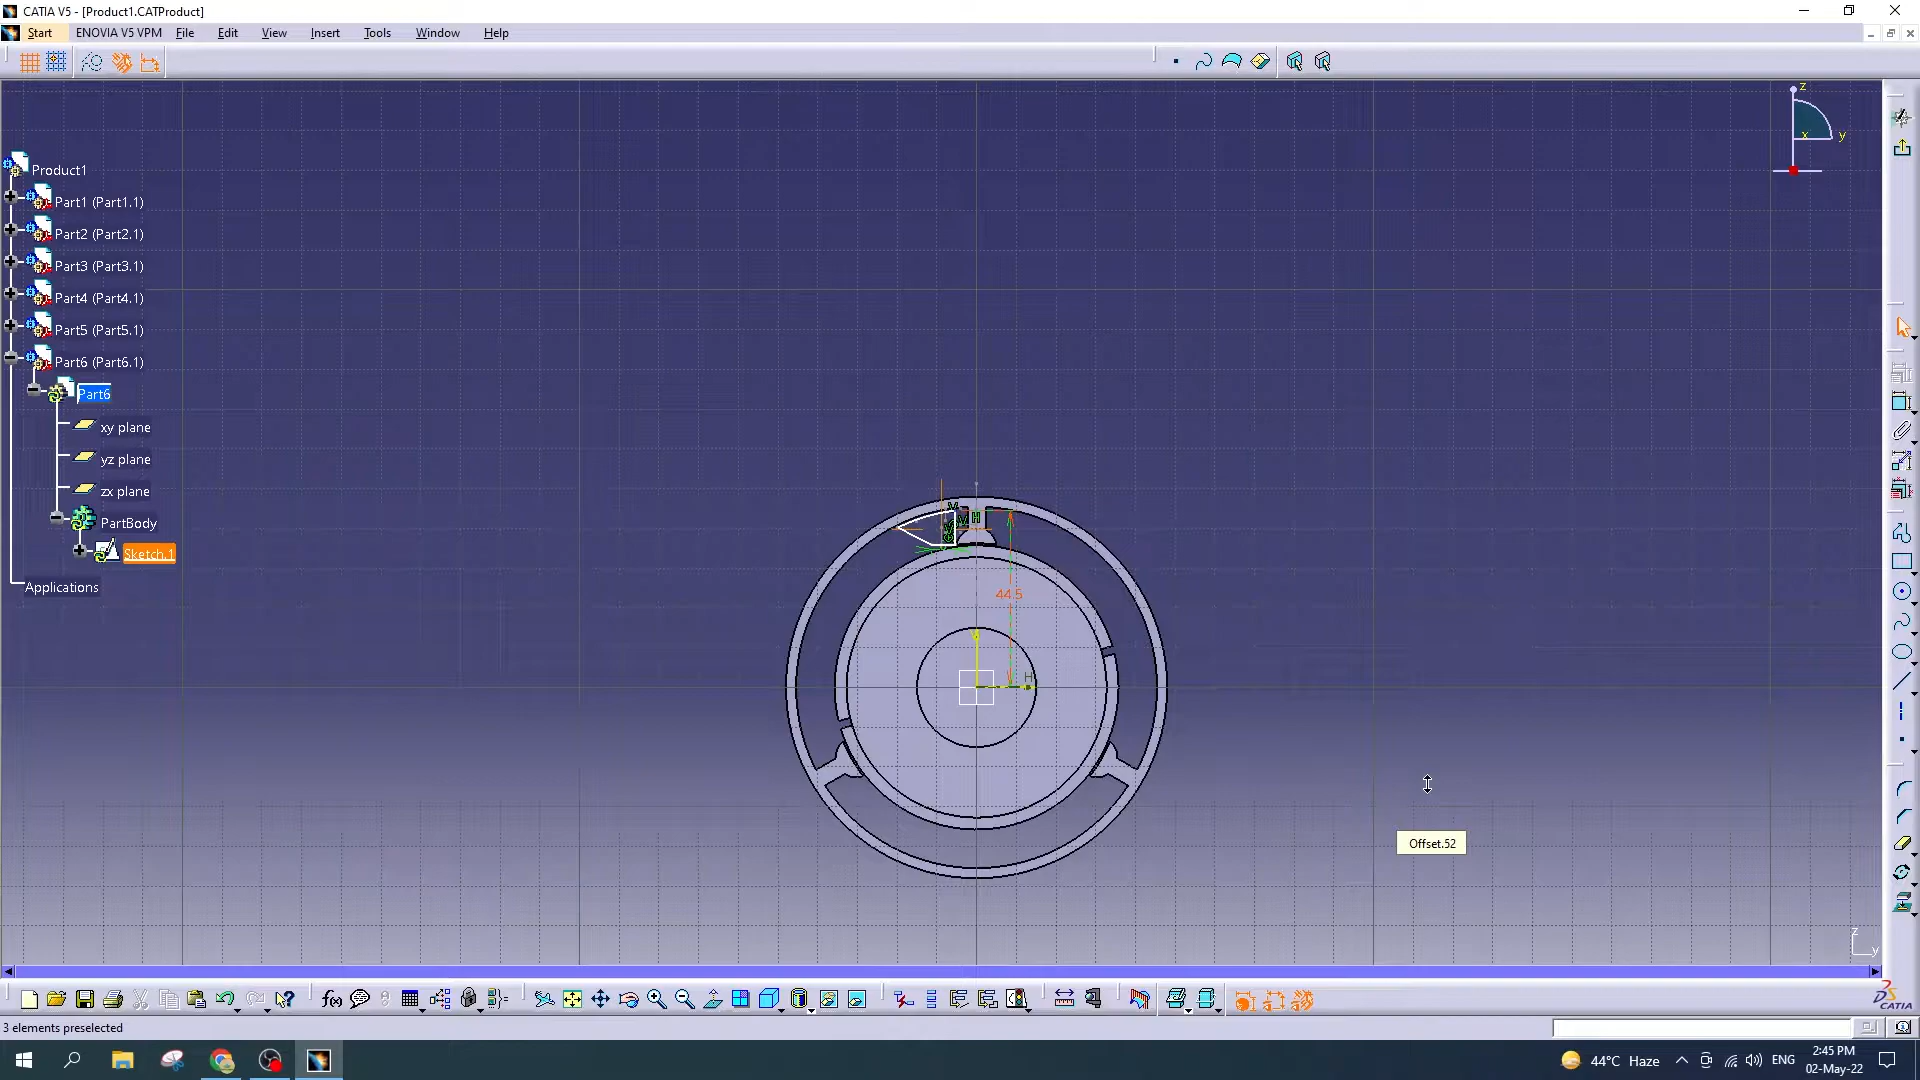 CATIA V5 - [Product1.CATProduct]
Start
ENOVIA V5 VPM
File
Edit
View
Insert
Tools
Window
Help
z
x
y
Product1
Part1 (Part1.1)
Part2 (Part2.1)
Part3 (Part3.1)
Part4 (Part4.1)
Part5 (Part5.1)
Part6 (Part6.1)
Part6
xy plane
yz plane
zx plane
PartBody
Sketch.1
Applications
V
V
H
44.5
V
H
Offset.52
z
y
CATIA
3 elements preselected
44°C Haze
ENG
2:45 PM
02-May-22